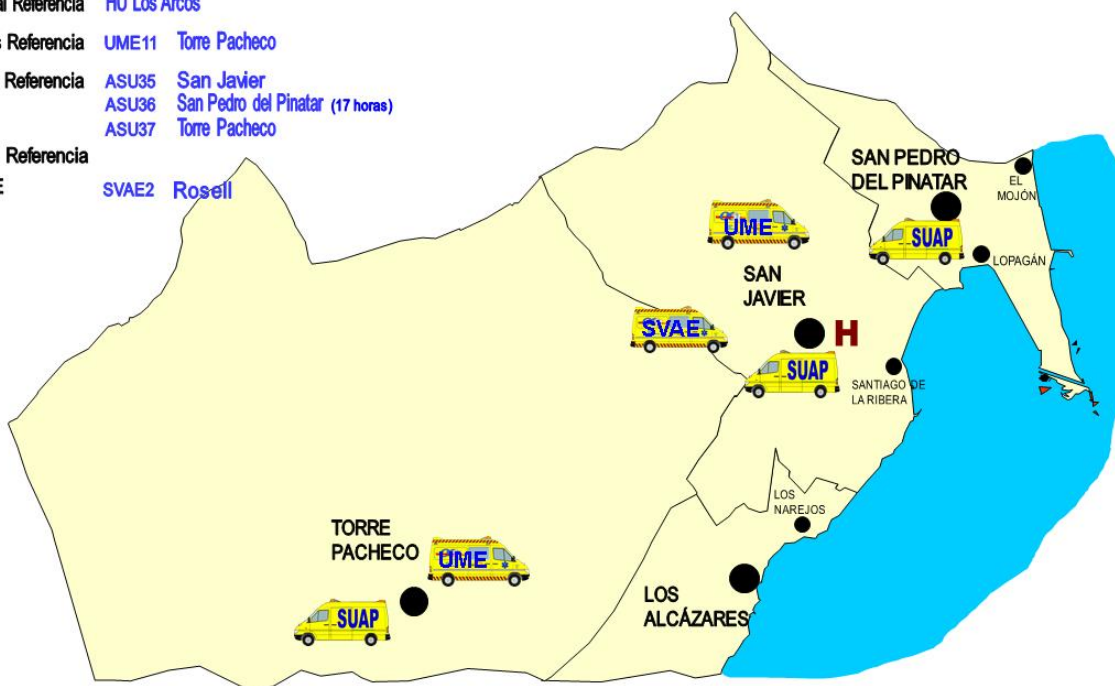 Referencia HU Los Arcos
Referencia UME11 Torre Pacheco
Referencia ASU35 San Javier
ASU36 San Pedro del Pinatar (17 horas)
ASU37 Torre Pacheco
Referencia
SVAE2 Rosell
SAN PEDRO
DEL PINATAR
EL
MOJÓN
UME
SUAP
LOPAGÁN
SAN
JAVIER
SVAE
H
SUAP
SANTIAGO DE
LA RIBERA
LOS
NAREJOS
TORRE
PACHECO
UME
SUAP
LOS
ALCÁZARES